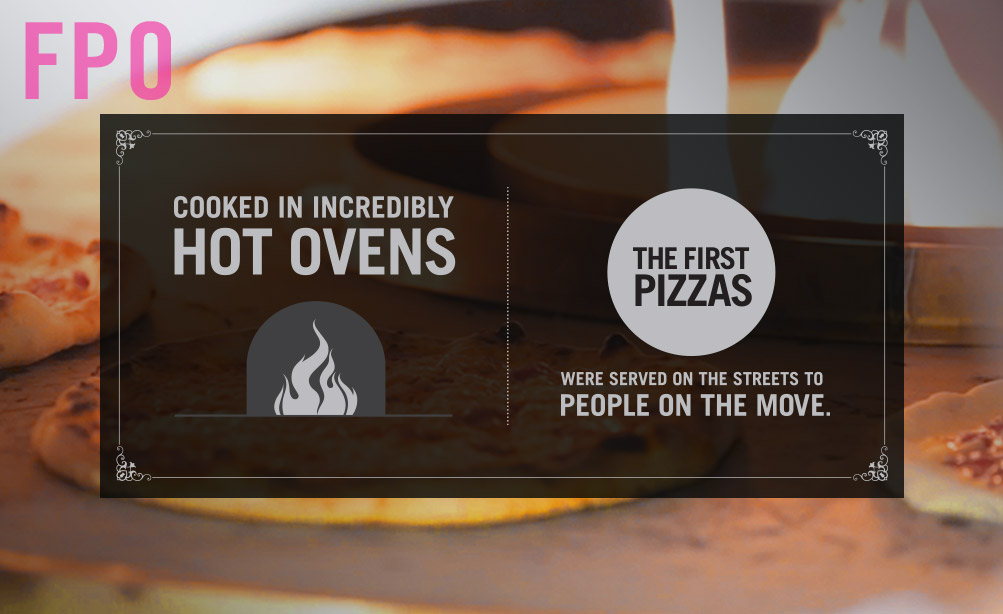 FPO
COOKED IN INCREDIBLY
HOT OVENS
THE FIRST
PIZZAS
WERE SERVED ON THE STREETS TO
PEOPLE ON THE MOVE.